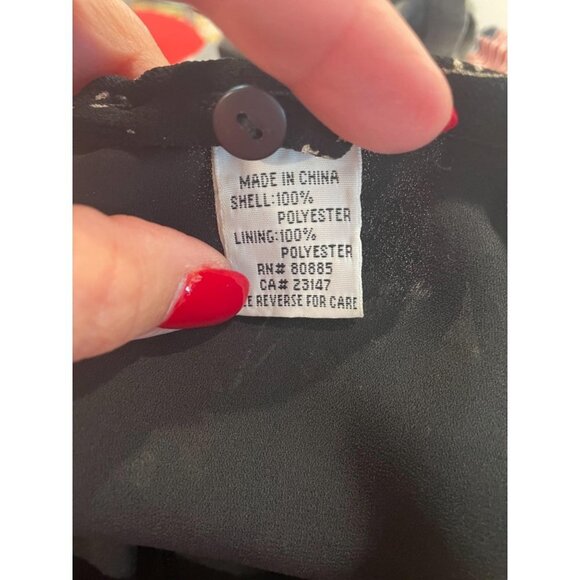 MADE IN CHINA
SHELL:100%
POLYESTER
LINING:100%
POLYESTER
RN# 80885
CA# 23147
REVERSE FOR CARE